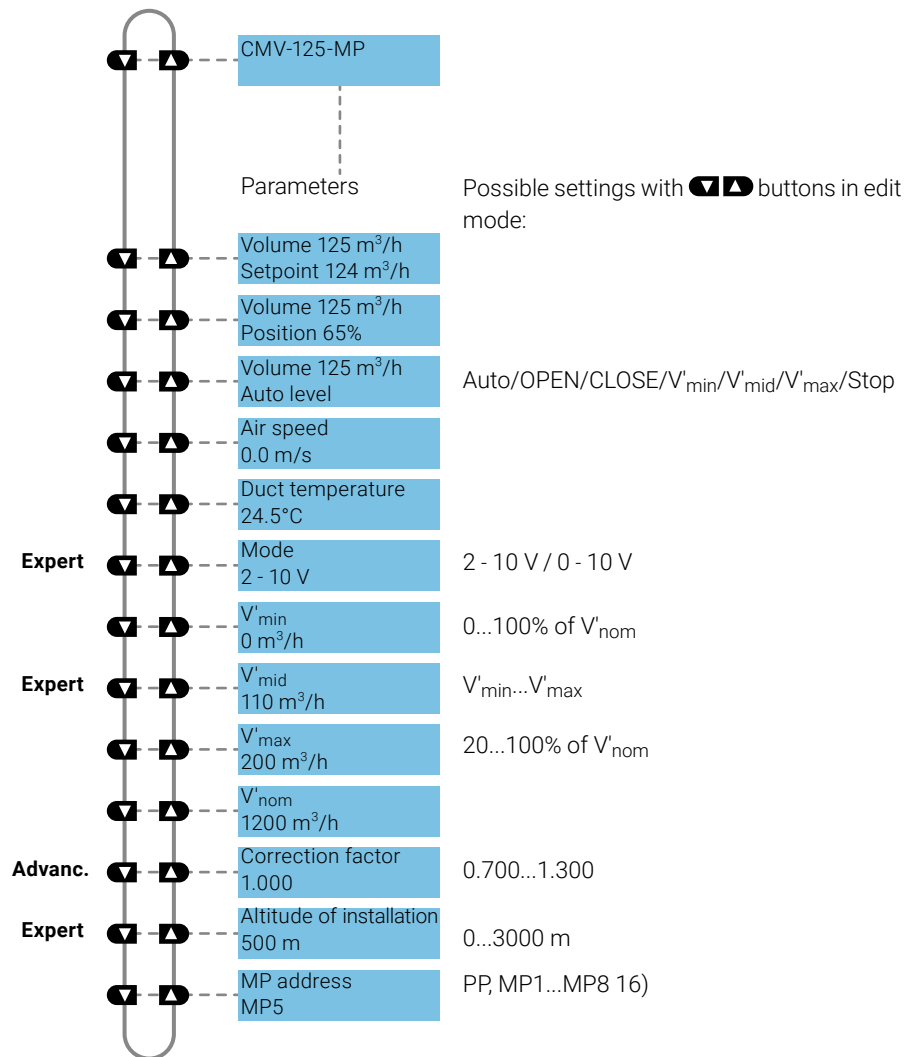 CMV-125-MP
Parameters
Possible settings with buttons in edit
mode:
Volume 125 m³/h
Setpoint 124 m³/h
Volume 125 m³/h
Position 65%
Volume 125 m³/h
Auto level
Auto/OPEN/CLOSE/V'min/V'mid/V'max/Stop
Air speed
0.0 m/s
Duct temperature
24.5°C
Expert
Mode
2 - 10 V
2 - 10 V / 0 - 10 V
V'min
0 m³/h
0...100% of V'nom
Expert
V'mid
110 m³/h
V'min...V'max
V'max
200 m³/h
20...100% of V'nom
V'nom
1200 m³/h
Advanc.
Correction factor
1.000
0.700...1.300
Expert
Altitude of installation
500 m
0...3000 m
MP address
MP5
PP, MP1...MP8 16)